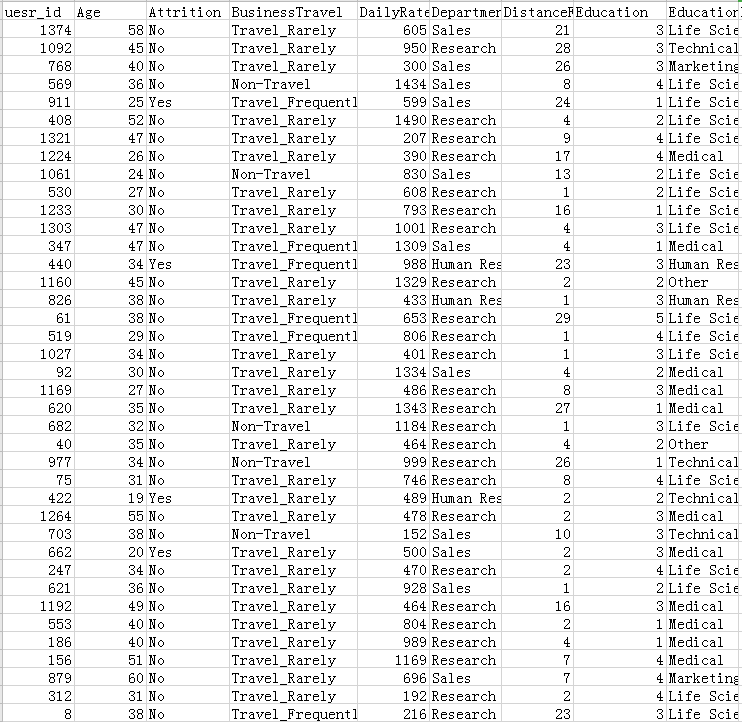 uesr_id Age Attrition BusinessTravel DailyRate Departmen DistanceF Education Education
1374 58 No Travel_Rarely 605 Sales 21 3 Life Scie
1092 45 No Travel_Rarely 950 Research 28 3 Technical
768 40 No Travel_Rarely 300 Sales 26 3 Marketing
569 36 No Non-Travel 1434 Sales 8 4 Life Scie
911 25 Yes Travel_Frequentl 599 Sales 24 1 Life Scie
408 52 No Travel_Rarely 1490 Research 4 2 Life Scie
1321 47 No Travel_Rarely 207 Research 9 4 Life Scie
1224 26 No Travel_Rarely 390 Research 17 4 Medical
1061 24 No Non-Travel 830 Sales 13 2 Life Scie
530 27 No Travel_Rarely 608 Research 1 2 Life Scie
1233 30 No Travel_Rarely 793 Research 16 1 Life Scie
1303 47 No Travel_Rarely 1001 Research 4 3 Life Scie
347 47 No Travel_Frequentl 1309 Sales 4 1 Medical
440 34 Yes Travel_Frequentl 988 Human Res 23 3 Human Res
1160 45 No Travel_Rarely 1329 Research 2 2 Other
826 38 No Travel_Rarely 433 Human Res 1 3 Human Res
61 38 No Travel_Frequentl 653 Research 29 5 Life Scie
519 29 No Travel_Frequentl 806 Research 1 4 Life Scie
1027 34 No Travel_Rarely 401 Research 1 3 Life Scie
92 30 No Travel_Rarely 1334 Sales 4 2 Medical
1169 27 No Travel_Rarely 486 Research 8 3 Medical
620 35 No Travel_Rarely 1343 Research 27 1 Medical
682 32 No Non-Travel 1184 Research 1 3 Life Scie
40 35 No Travel_Rarely 464 Research 4 2 Other
977 34 No Non-Travel 999 Research 26 1 Technical
75 31 No Travel_Rarely 746 Research 8 4 Life Scie
422 19 Yes Travel_Rarely 489 Human Res 2 2 Technical
1264 55 No Travel_Rarely 478 Research 2 3 Medical
703 38 No Non-Travel 152 Sales 10 3 Technical
662 20 Yes Travel_Rarely 500 Sales 2 3 Medical
247 34 No Travel_Rarely 470 Research 2 4 Life Scie
621 36 No Travel_Rarely 928 Sales 1 2 Life Scie
1192 49 No Travel_Rarely 464 Research 16 3 Medical
553 40 No Travel_Rarely 804 Research 2 1 Medical
186 40 No Travel_Rarely 989 Research 4 1 Medical
156 51 No Travel_Rarely 1169 Research 7 4 Medical
879 60 No Travel_Rarely 696 Sales 7 4 Marketing
312 31 No Travel_Rarely 192 Research 2 4 Life Scie
8 38 No Travel_Frequentl 216 Research 23 3 Life Scie